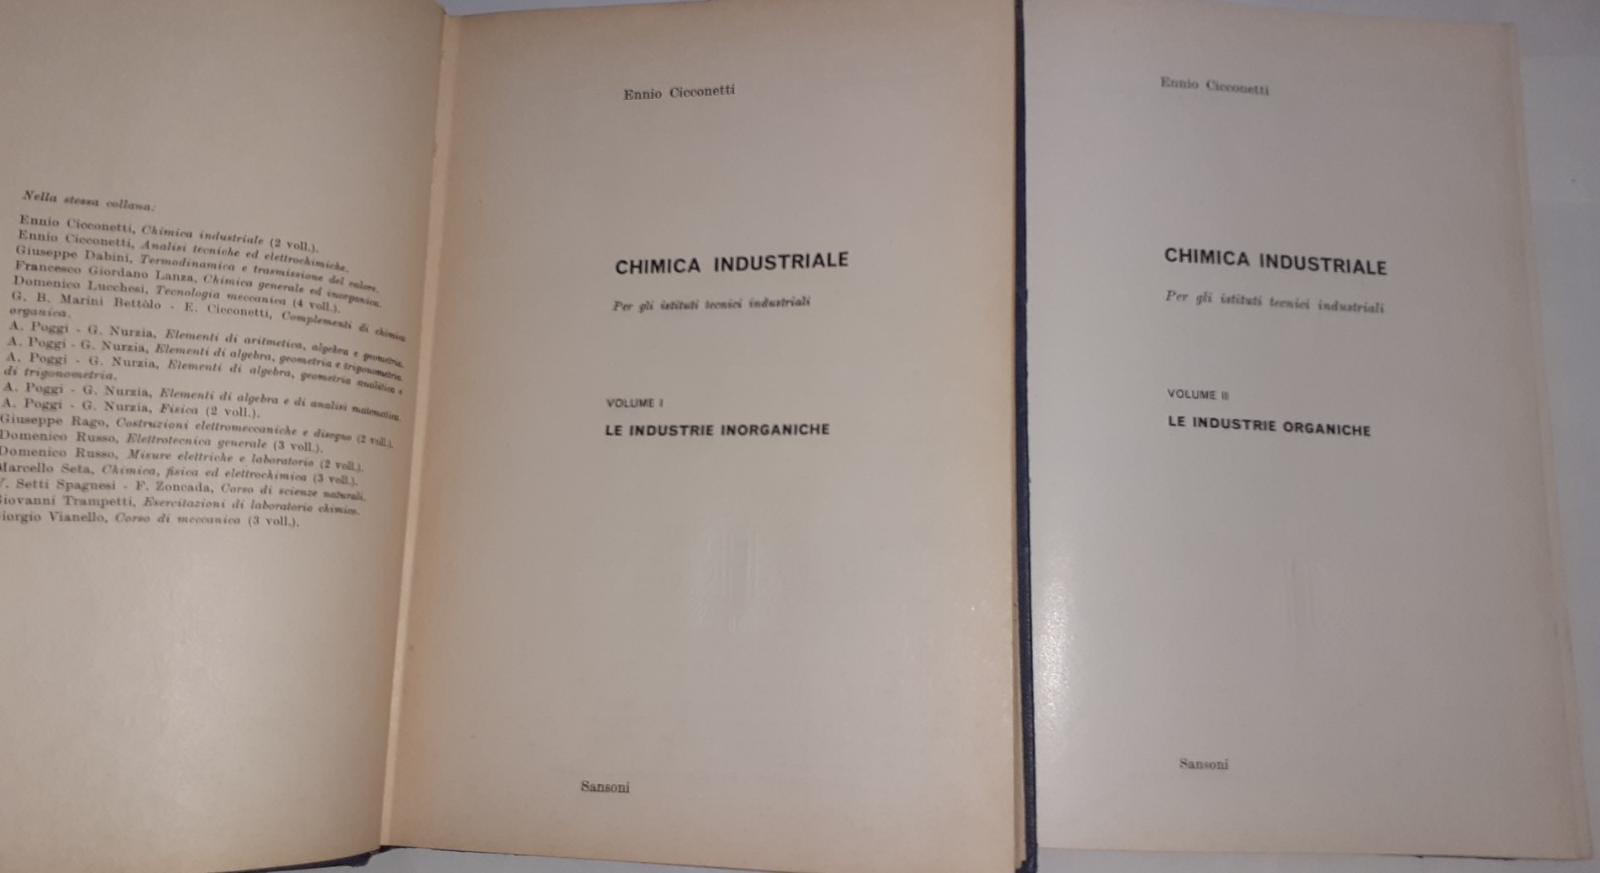 Nella stessa collana:
Ennio Cicconetti, Chimica industriale (2 voll.).
Ennio Cicconetti, Analisi tecniche ed elettrochimiche.
Giuseppe Dabini, Termodinamica e trasmissione del calore.
Francesco Giordano Lanza, Chimica generale ed inorganica.
Domenico Lucchesi, Tecnologia meccanica (4 voll.).
G. B. Marini Bettòlo - E. Cicconetti, Complementi di chimica
organica.
A. Poggi - G. Nurzia, Elementi di aritmetica, algebra e geometria.
A. Poggi - G. Nurzia, Elementi di algebra, geometria e trigonometria.
A. Poggi - G. Nurzia, Elementi di algebra, geometria analitica e
di trigonometria.
A. Poggi - G. Nurzia, Elementi di algebra e di analisi matematica.
A. Poggi - G. Nurzia, Fisica (2 voll.).
Giuseppe Rago, Costruzioni elettromeccaniche e disegno (2 voll.).
Domenico Russo, Elettrotecnica generale (3 voll.).
Domenico Russo, Misure elettriche e laboratorio (2 voll.).
Marcello Seta, Chimica, fisica ed elettrochimica (3 voll.).
V. Setti Spagnesi - F. Zoncada, Corso di scienze naturali.
Giovanni Trampetti, Esercitazioni di laboratorio chimico.
iorgio Vianello, Corso di meccanica (3 voll.).
Ennio Cicconetti
CHIMICA INDUSTRIALE
Per gli istituti tecnici industriali
VOLUME I
LE INDUSTRIE INORGANICHE
Sansoni
Ennio Cicconetti
CHIMICA INDUSTRIALE
Per gli istituti tecnici industriali
VOLUME II
LE INDUSTRIE ORGANICHE
Sansoni